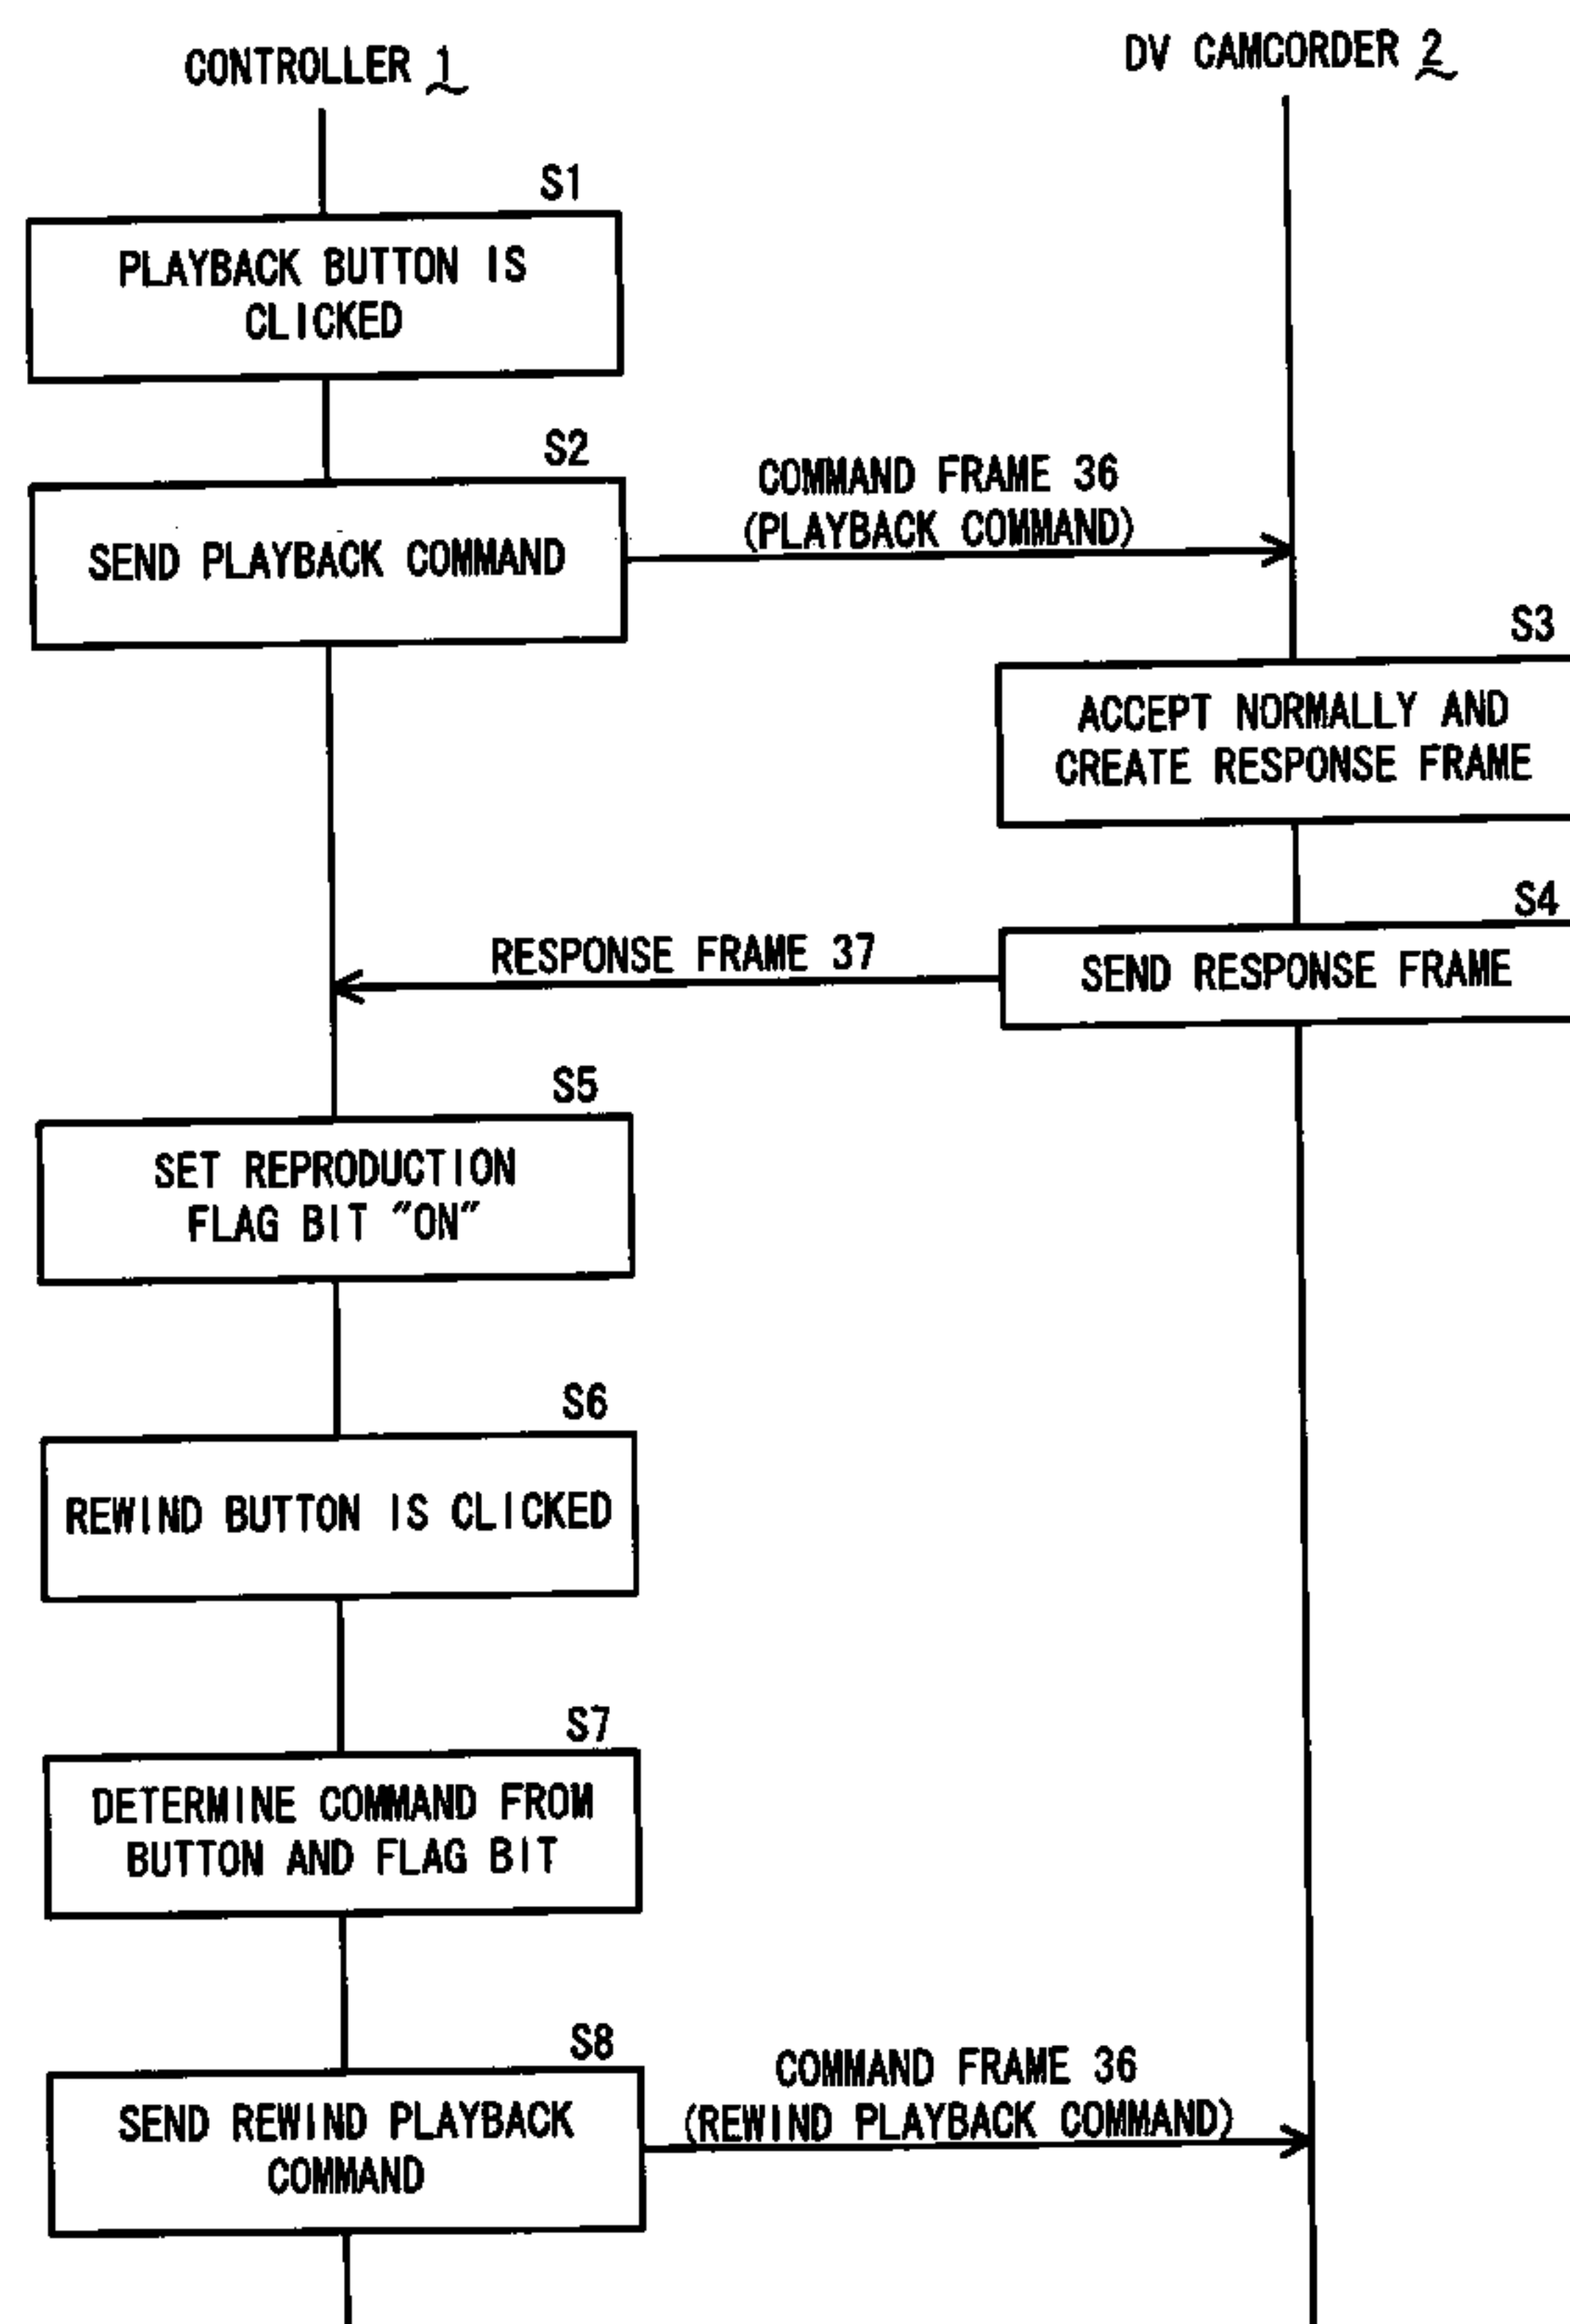 CONTROLLER 1
DV CAMCORDER 2
S1
PLAYBACK BUTTON IS
CLICKED
S2
SEND PLAYBACK COMMAND
COMMAND FRAME 36
(PLAYBACK COMMAND)
S3
ACCEPT NORMALLY AND
CREATE RESPONSE FRAME
S4
SEND RESPONSE FRAME
RESPONSE FRAME 37
S5
SET REPRODUCTION
FLAG BIT "ON"
S6
REWIND BUTTON IS CLICKED
S7
DETERMINE COMMAND FROM
BUTTON AND FLAG BIT
S8
SEND REWIND PLAYBACK
COMMAND
COMMAND FRAME 36
(REWIND PLAYBACK COMMAND)